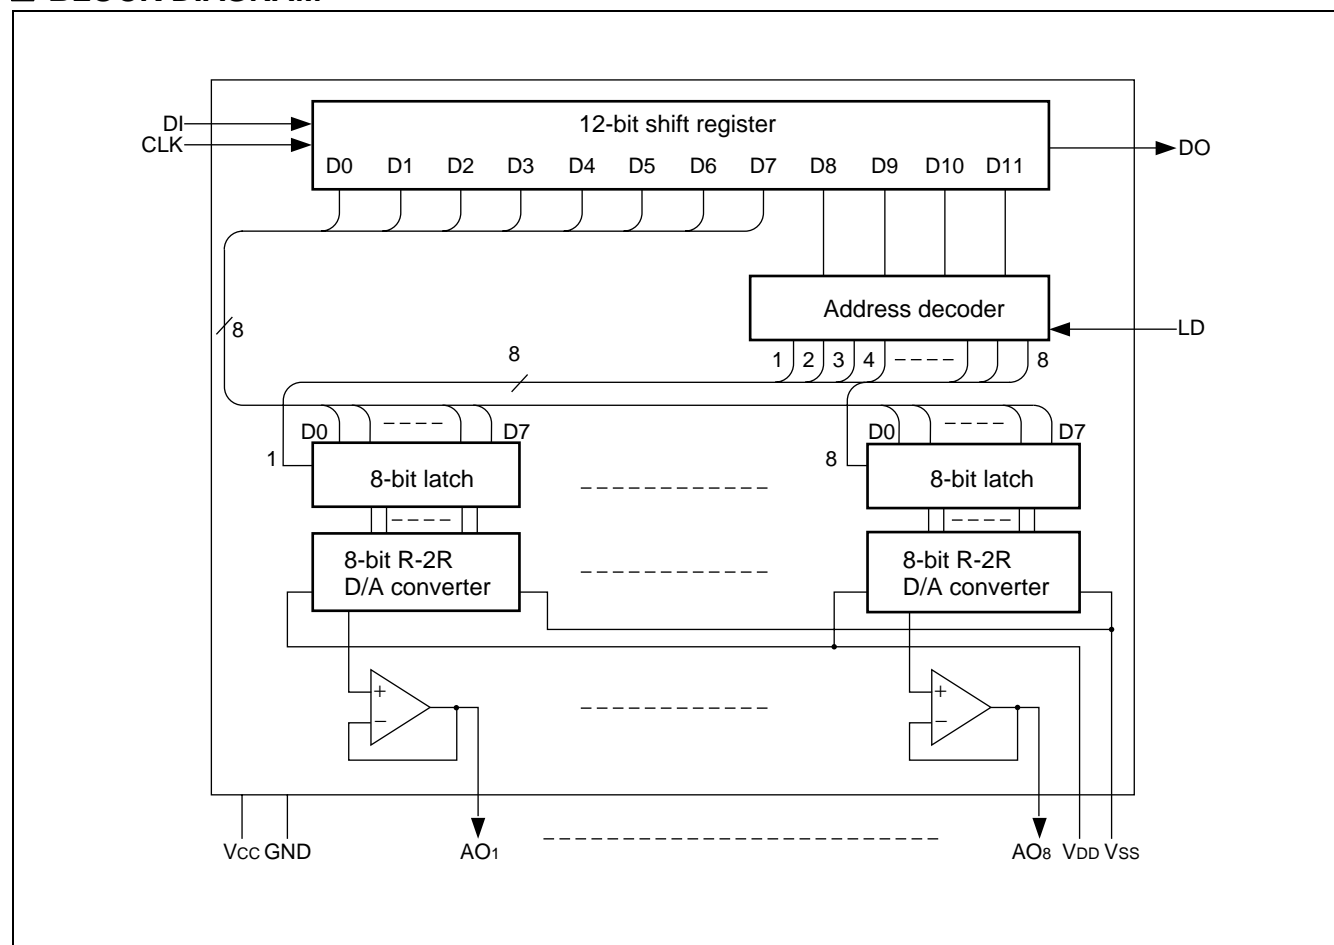 DI
CLK
12-bit shift register
D0 D1 D2 D3 D4 D5 D6 D7 D8 D9 D10 D11
DO
Address decoder
LD
8
1 2 3 4 8
8
D0 D7
D0 D7
1
8-bit latch
8
8-bit latch
8-bit R-2R
D/A converter
8-bit R-2R
D/A converter
+
−
+
−
VCC GND AO1 AO8 VDD VSS